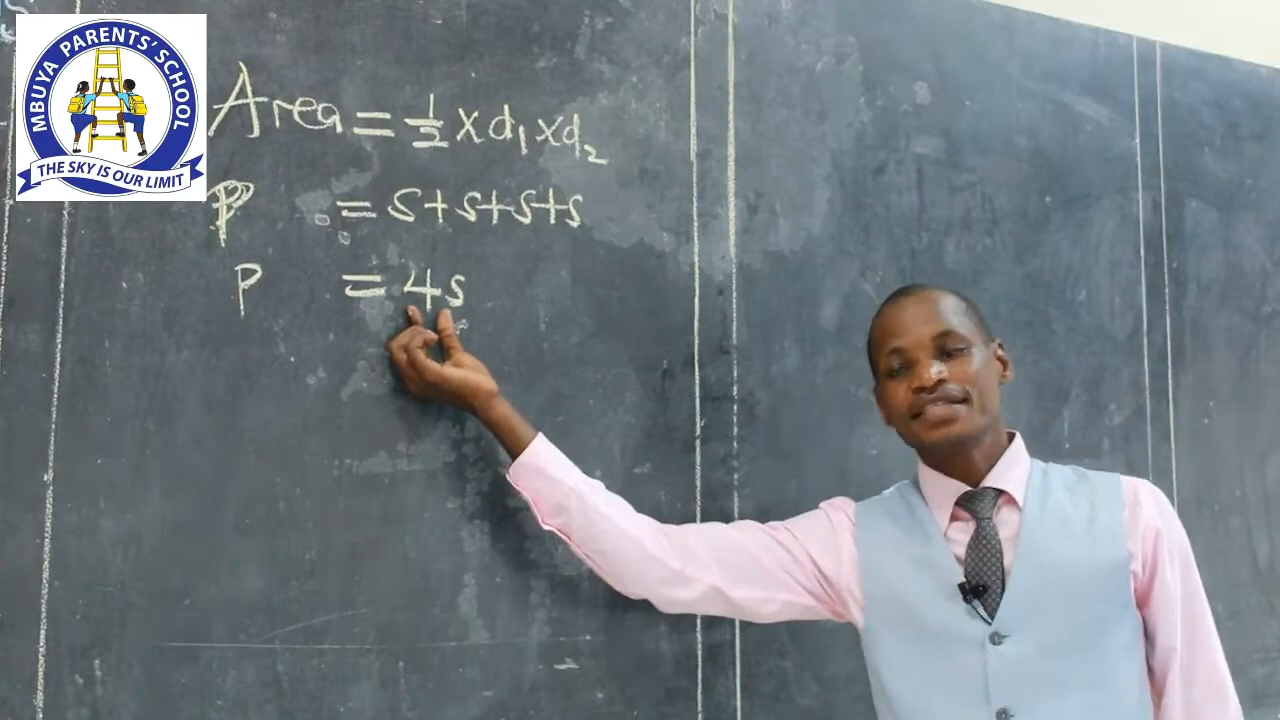 MBUYA PARENTS' SCHOOL
THE SKY IS OUR LIMIT
Area = 1/2 x d₁ x d₂
P = s+s+s+s
P = 4s